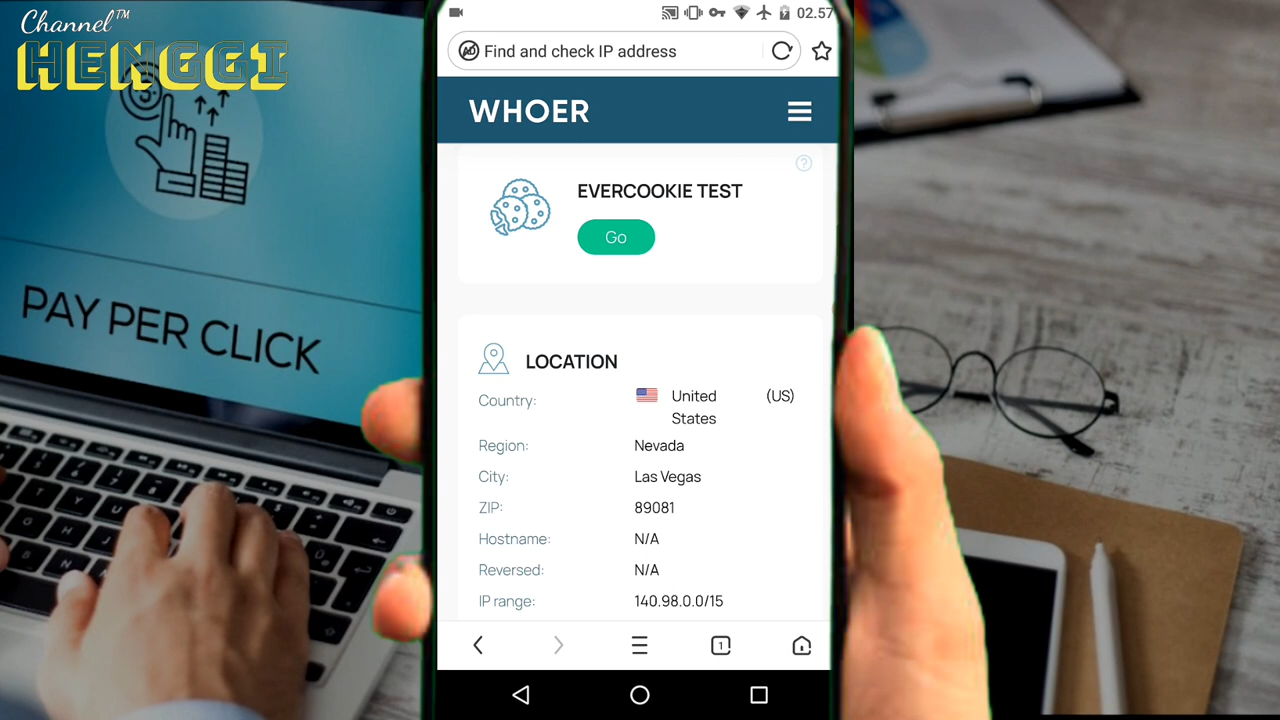 Channel™
HENGGI
PAY PER CLICK
02.57
Find and check IP address
WHOER
EVERCOOKIE TEST
Go
LOCATION
Country: United States (US)
Region: Nevada
City: Las Vegas
ZIP: 89081
Hostname: N/A
Reversed: N/A
IP range: 140.98.0.0/15
1